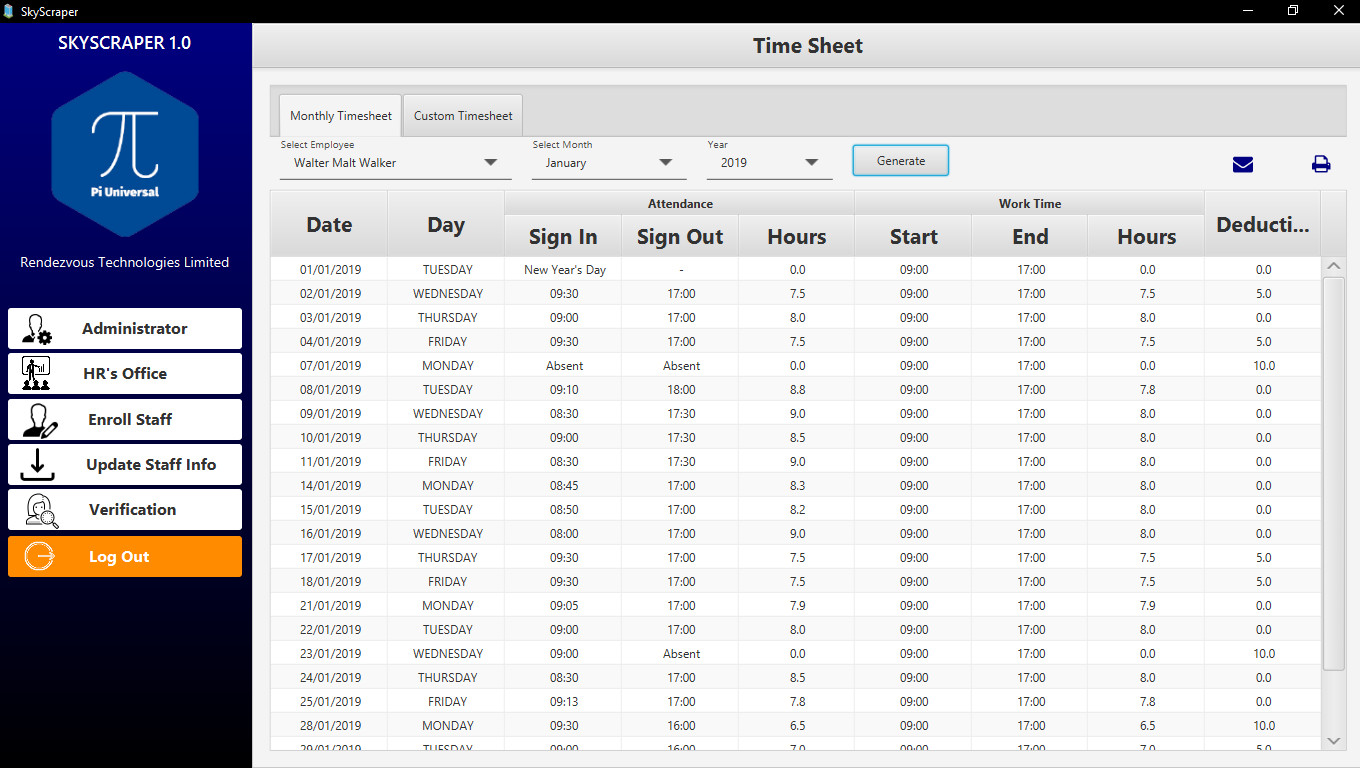 SkyScraper
SKYSCRAPER 1.0
π
Pi Universal
Rendezvous Technologies Limited
Administrator
HR's Office
Enroll Staff
Update Staff Info
Verification
Log Out
Time Sheet
Monthly Timesheet Custom Timesheet
Select Employee Select Month Year
Walter Malt Walker January 2019 Generate
Attendance Work Time
Date Day Sign In Sign Out Hours Start End Hours Deducti...
01/01/2019 TUESDAY New Year's Day - 0.0 09:00 17:00 0.0 0.0
02/01/2019 WEDNESDAY 09:30 17:00 7.5 09:00 17:00 7.5 5.0
03/01/2019 THURSDAY 09:00 17:00 8.0 09:00 17:00 8.0 0.0
04/01/2019 FRIDAY 09:30 17:00 7.5 09:00 17:00 7.5 5.0
07/01/2019 MONDAY Absent Absent 0.0 09:00 17:00 0.0 10.0
08/01/2019 TUESDAY 09:10 18:00 8.8 09:00 17:00 7.8 0.0
09/01/2019 WEDNESDAY 08:30 17:30 9.0 09:00 17:00 8.0 0.0
10/01/2019 THURSDAY 09:00 17:30 8.5 09:00 17:00 8.0 0.0
11/01/2019 FRIDAY 08:30 17:30 9.0 09:00 17:00 8.0 0.0
14/01/2019 MONDAY 08:45 17:00 8.3 09:00 17:00 8.0 0.0
15/01/2019 TUESDAY 08:50 17:00 8.2 09:00 17:00 8.0 0.0
16/01/2019 WEDNESDAY 08:00 17:00 9.0 09:00 17:00 8.0 0.0
17/01/2019 THURSDAY 09:30 17:00 7.5 09:00 17:00 7.5 5.0
18/01/2019 FRIDAY 09:30 17:00 7.5 09:00 17:00 7.5 5.0
21/01/2019 MONDAY 09:05 17:00 7.9 09:00 17:00 7.9 0.0
22/01/2019 TUESDAY 09:00 17:00 8.0 09:00 17:00 8.0 0.0
23/01/2019 WEDNESDAY 09:00 Absent 0.0 09:00 17:00 0.0 10.0
24/01/2019 THURSDAY 08:30 17:00 8.5 09:00 17:00 8.0 0.0
25/01/2019 FRIDAY 09:13 17:00 7.8 09:00 17:00 7.8 0.0
28/01/2019 MONDAY 09:30 16:00 6.5 09:00 17:00 6.5 10.0
29/01/2019 TUESDAY 09:00 16:00 7.0 09:00 17:00 7.0 5.0